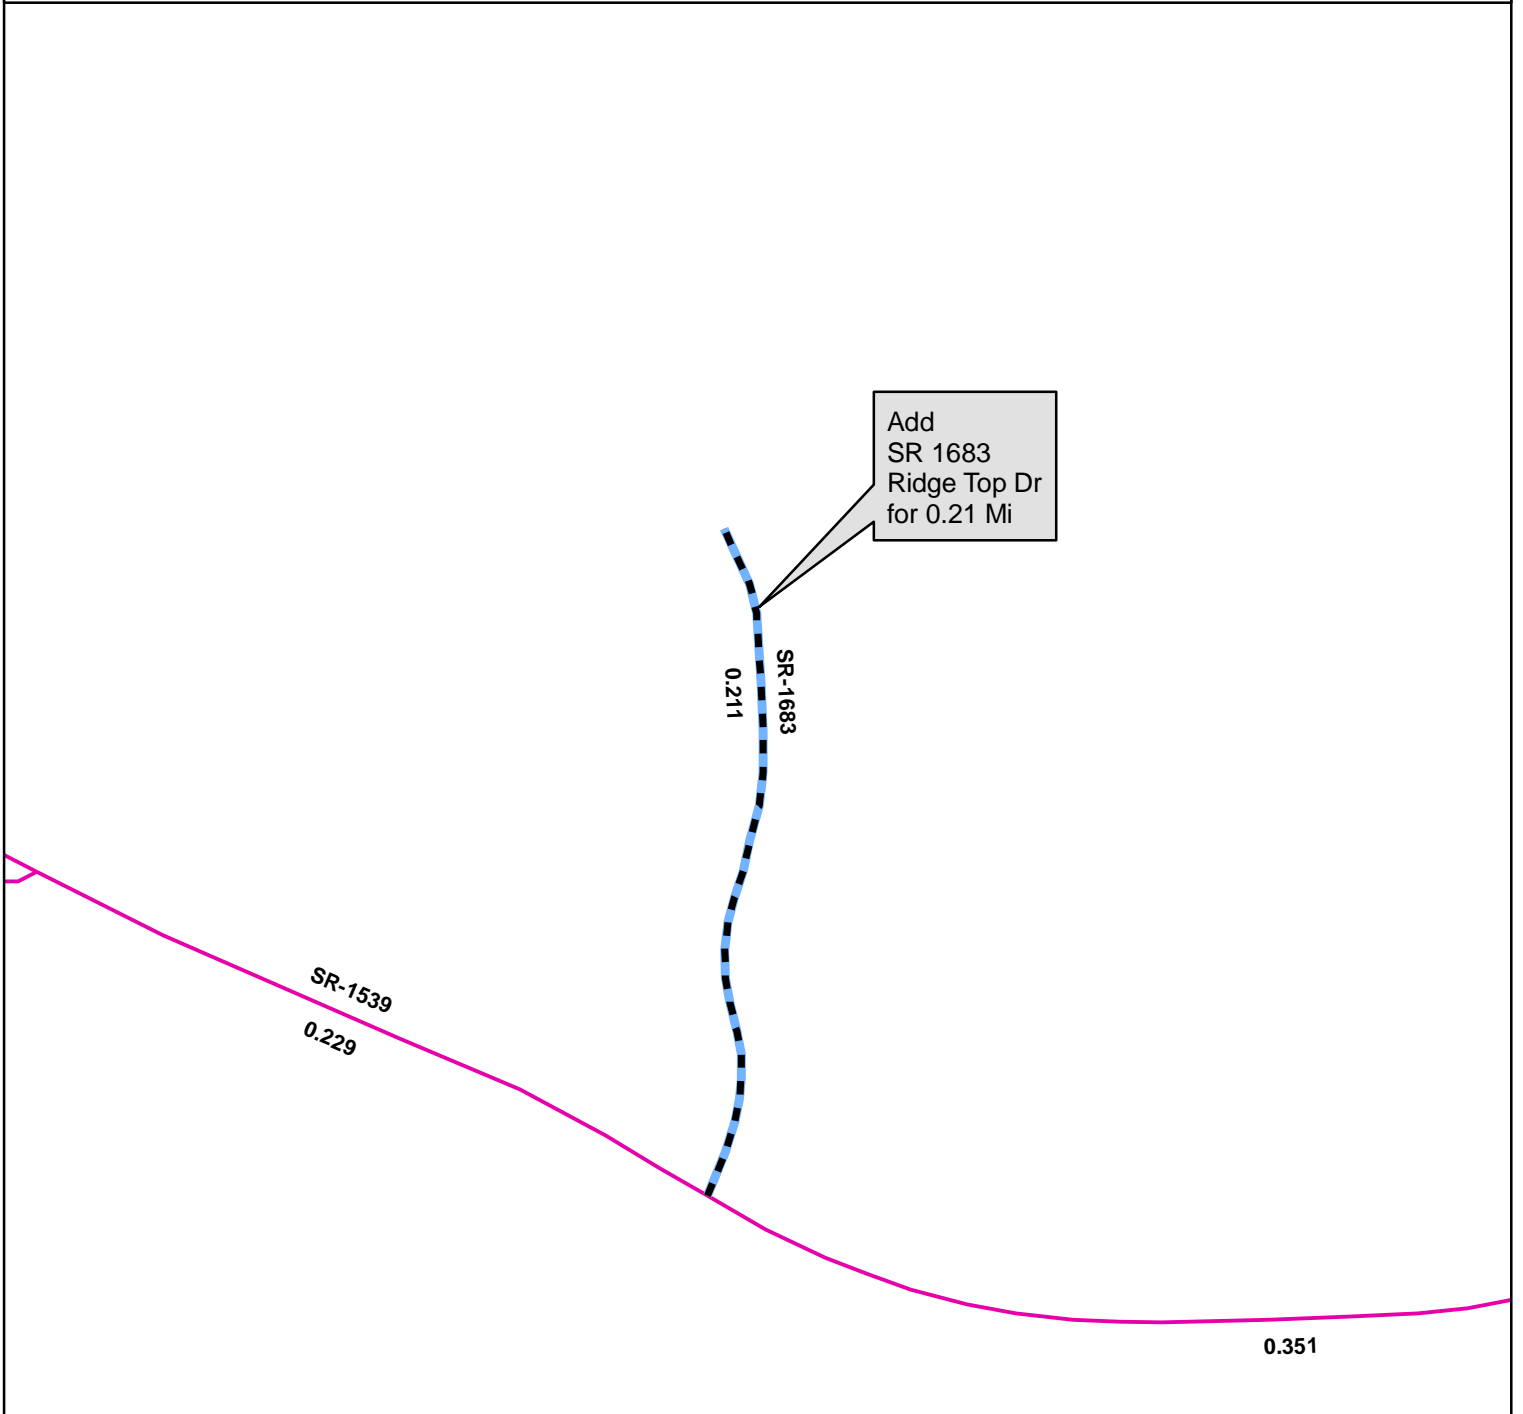 Add
SR 1683
Ridge Top Dr
for 0.21 Mi
SR-1683
0.211
SR-1539
0.229
0.351